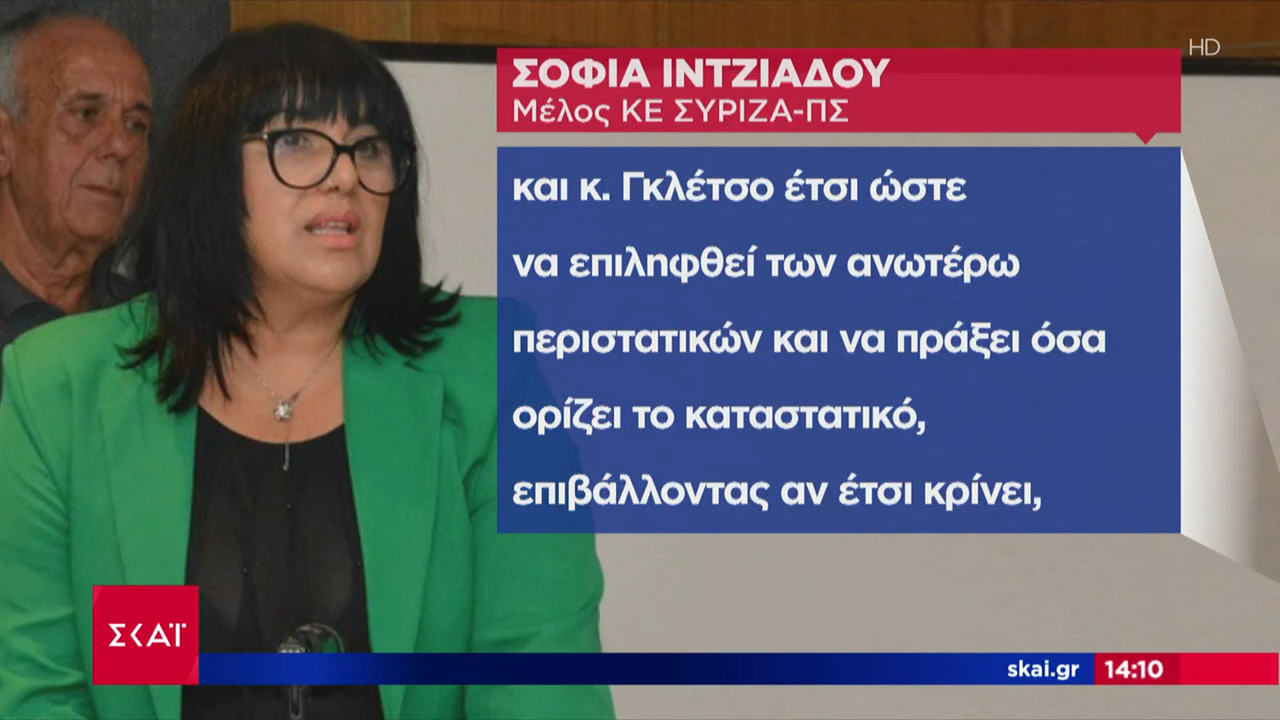 HD
ΣΟΦΙΑ ΙΝΤΖΙΑΔΟΥ
Μέλος ΚΕ ΣΥΡΙΖΑ-ΠΣ
και κ. Γκλέτσο έτσι ώστε
να επιληφθεί των ανωτέρω
περιστατικών και να πράξει όσα
ορίζει το καταστατικό,
επιβάλλοντας αν έτσι κρίνει,
ΣΚΑΪ
skai.gr 14:10